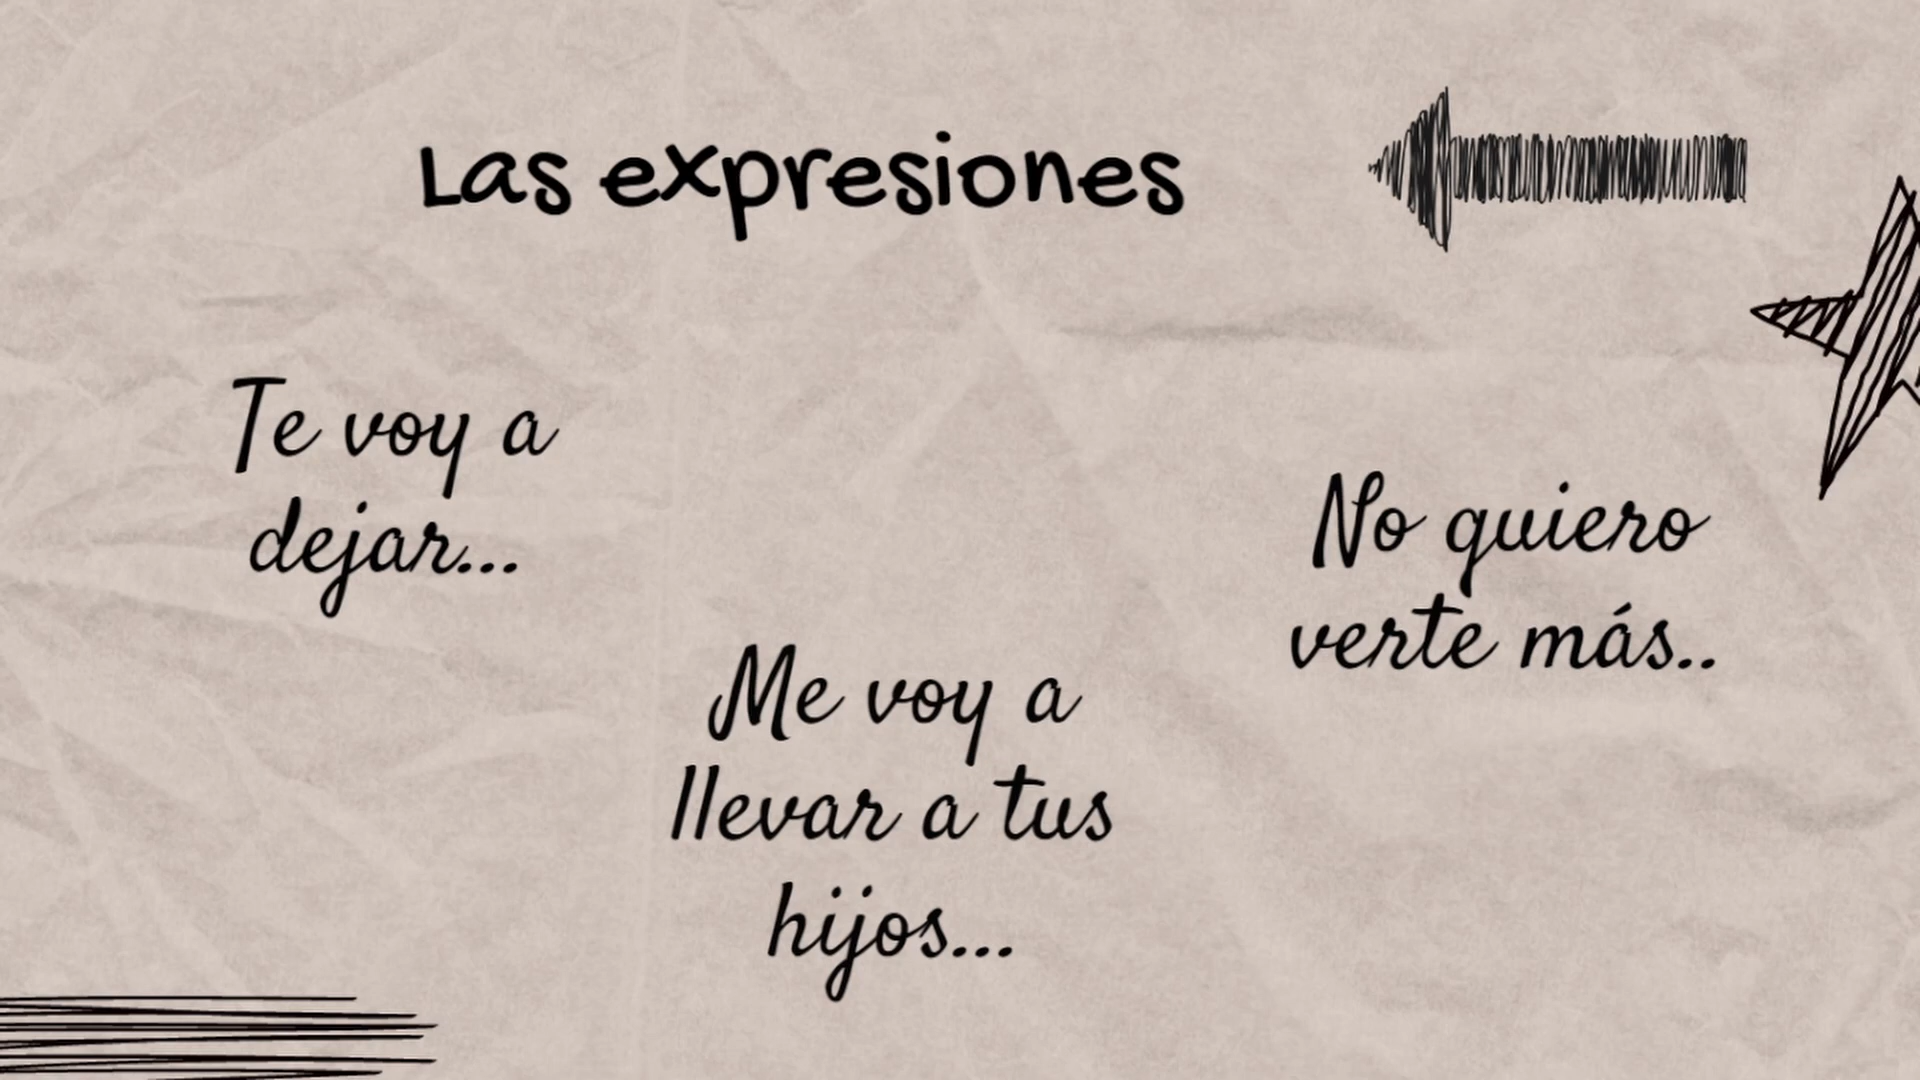 Las expresiones
Te voy a
dejar...
No quiero
verte más..
Me voy a
llevar a tus
hijos...